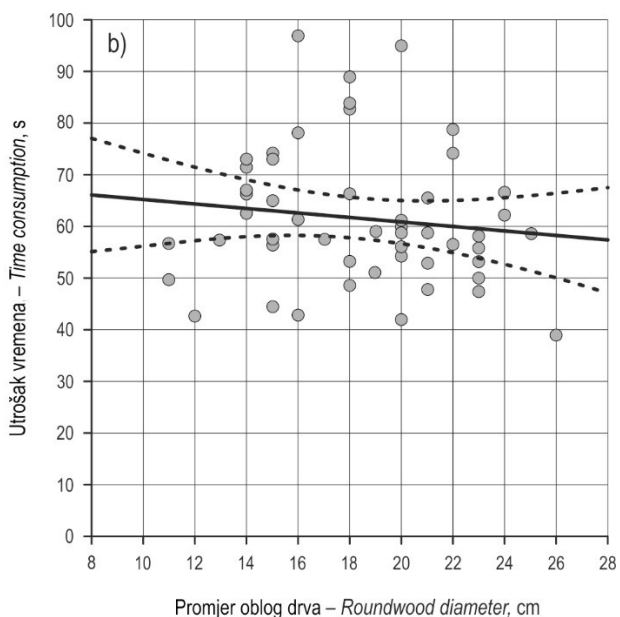 b)
100
90
80
70
60
50
40
30
20
10
0
8 10 12 14 16 18 20 22 24 26 28
Utrošak vremena – Time consumption, s
Promjer oblog drva – Roundwood diameter, cm